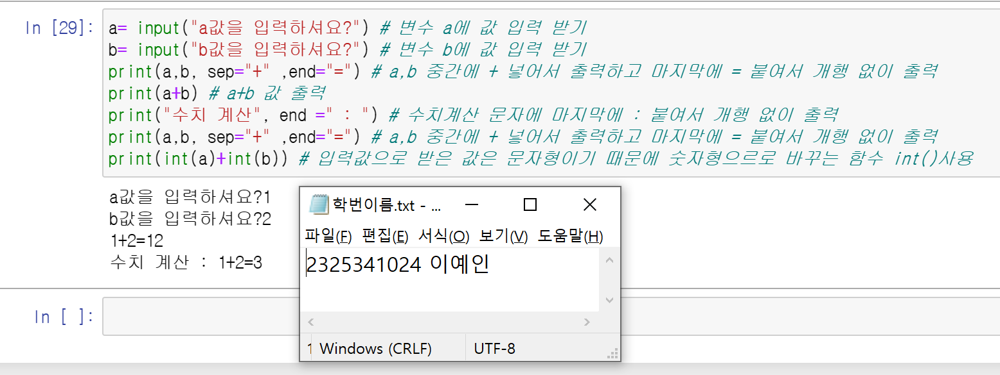 In [29]:
a= input("a값을 입력하셔요?") # 변수 a에 값 입력 받기
b= input("b값을 입력하셔요?") # 변수 b에 값 입력 받기
print(a,b, sep="+" ,end="=") # a,b 중간에 + 넣어서 출력하고 마지막에 = 붙여서 개행 없이 출력
print(a+b) # a+b 값 출력
print("수치 계산", end =" : ") # 수치계산 문자에 마지막에 : 붙여서 개행 없이 출력
print(a,b, sep="+" ,end="=") # a,b 중간에 + 넣어서 출력하고 마지막에 = 붙여서 개행 없이 출력
print(int(a)+int(b)) # 입력값으로 받은 값은 문자형이기 때문에 숫자형으르로 바꾸는 함수 int()사용
a값을 입력하셔요?1
b값을 입력하셔요?2
1+2=12
수치 계산 : 1+2=3
학번이름.txt - ...
파일(F) 편집(E) 서식(O) 보기(V) 도움말(H)
2325341024 이예인
1 Windows (CRLF) UTF-8
In [ ]: